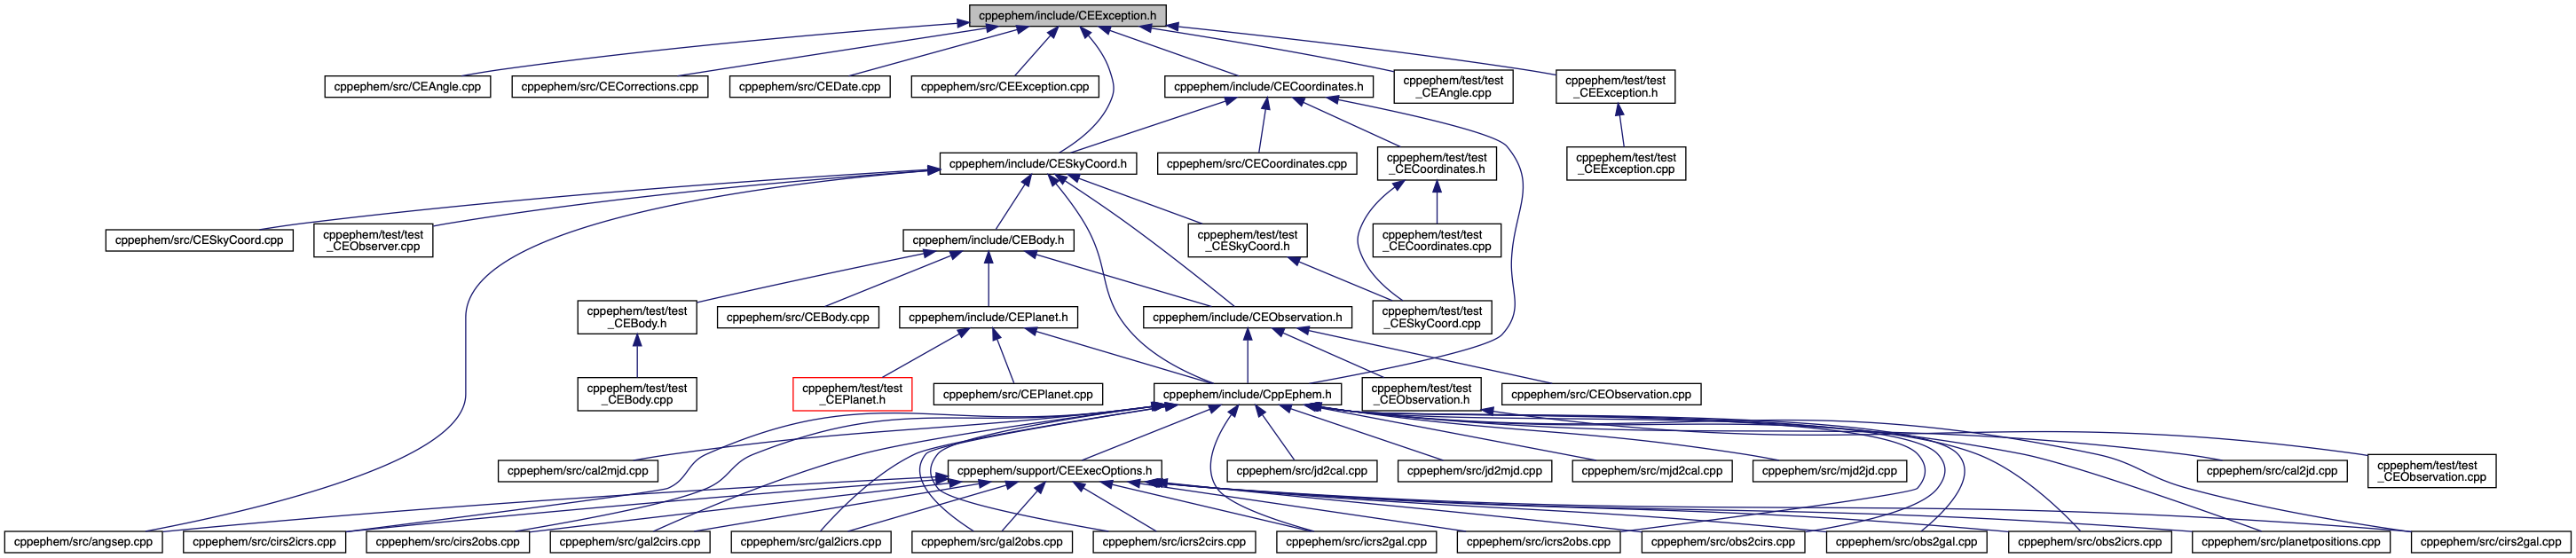 cppephem/include/CEException.h
cppephem/src/CEAngle.cpp
cppephem/src/CECorrections.cpp
cppephem/src/CEDate.cpp
cppephem/src/CEException.cpp
cppephem/include/CECoordinates.h
cppephem/test/test
_CEAngle.cpp
cppephem/test/test
_CEException.h
cppephem/include/CESkyCoord.h
cppephem/src/CECoordinates.cpp
cppephem/test/test
_CECoordinates.h
cppephem/test/test
_CEException.cpp
cppephem/src/CESkyCoord.cpp
cppephem/test/test
_CEObserver.cpp
cppephem/include/CEBody.h
cppephem/test/test
_CESkyCoord.h
cppephem/test/test
_CECoordinates.cpp
cppephem/test/test
_CEBody.h
cppephem/src/CEBody.cpp
cppephem/include/CEPlanet.h
cppephem/include/CEObservation.h
cppephem/test/test
_CESkyCoord.cpp
cppephem/test/test
_CEBody.cpp
cppephem/test/test
_CEPlanet.h
cppephem/src/CEPlanet.cpp
cppephem/include/CppEphem.h
cppephem/test/test
_CEObservation.h
cppephem/src/CEObservation.cpp
cppephem/src/cal2mjd.cpp
cppephem/support/CEExecOptions.h
cppephem/src/jd2cal.cpp
cppephem/src/jd2mjd.cpp
cppephem/src/mjd2cal.cpp
cppephem/src/mjd2jd.cpp
cppephem/src/cal2jd.cpp
cppephem/test/test
_CEObservation.cpp
cppephem/src/angsep.cpp
cppephem/src/cirs2icrs.cpp
cppephem/src/cirs2obs.cpp
cppephem/src/gal2cirs.cpp
cppephem/src/gal2icrs.cpp
cppephem/src/gal2obs.cpp
cppephem/src/icrs2cirs.cpp
cppephem/src/icrs2gal.cpp
cppephem/src/icrs2obs.cpp
cppephem/src/obs2cirs.cpp
cppephem/src/obs2gal.cpp
cppephem/src/obs2icrs.cpp
cppephem/src/planetpositions.cpp
cppephem/src/cirs2gal.cpp